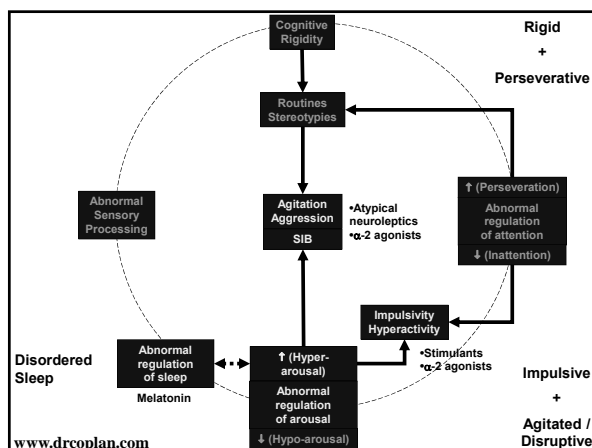 Cognitive
Rigidity
Rigid
+
Perseverative
Routines
Stereotypies
Abnormal
Sensory
Processing
Agitation
Aggression
SIB
•Atypical
neuroleptics
•α-2 agonists
↑ (Perseveration)
Abnormal
regulation
of attention
↓ (Inattention)
Impulsivity
Hyperactivity
•Stimulants
•α-2 agonists
Disordered
Sleep
Abnormal
regulation
of sleep
Melatonin
↑ (Hyper-
arousal)
Abnormal
regulation
of arousal
↓ (Hypo-arousal)
Impulsive
+
Agitated /
Disruptive
www.drcoplan.com